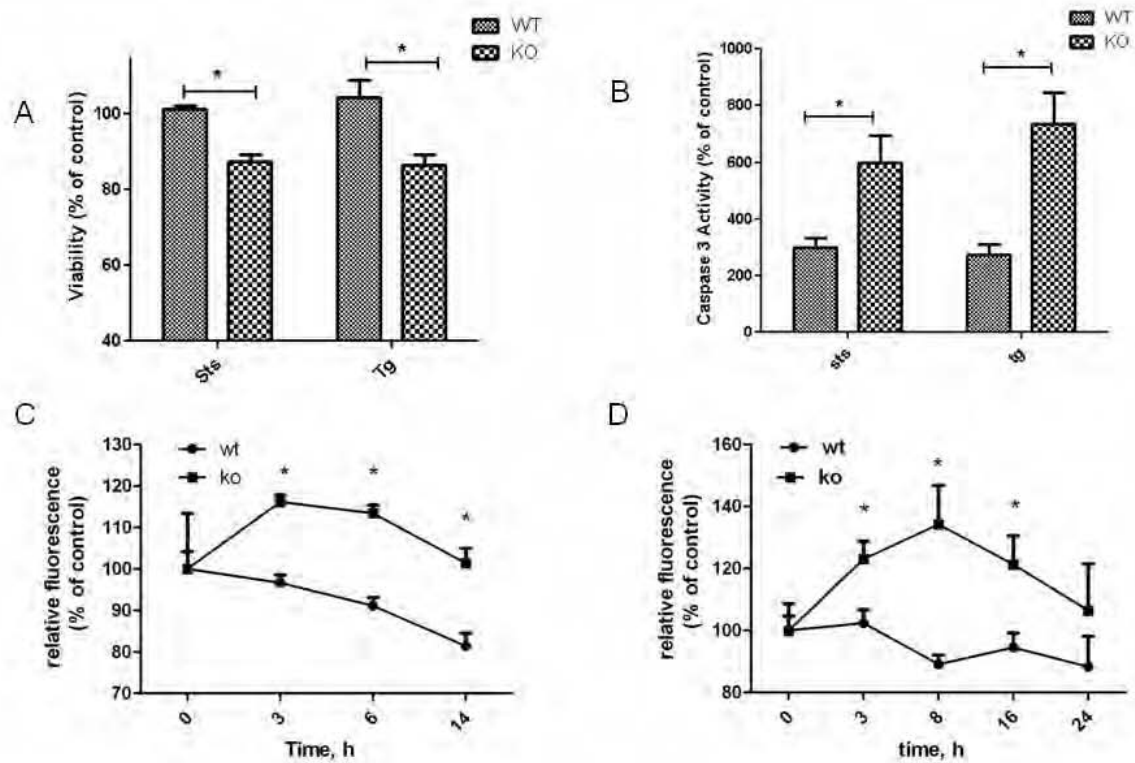 A
Viability (% of control)
WT
KO
*
*
100
80
60
40
Sts
Tg
B
Caspase 3 Activity (% of control)
WT
KO
*
*
1000
800
600
400
200
0
sts
tg
C
relative fluorescence
(% of control)
wt
ko
*
*
*
130
120
110
100
90
80
70
0
3
6
14
Time, h
D
relative fluorescence
(% of control)
wt
ko
*
*
*
160
140
120
100
80
0
3
8
16
24
time, h